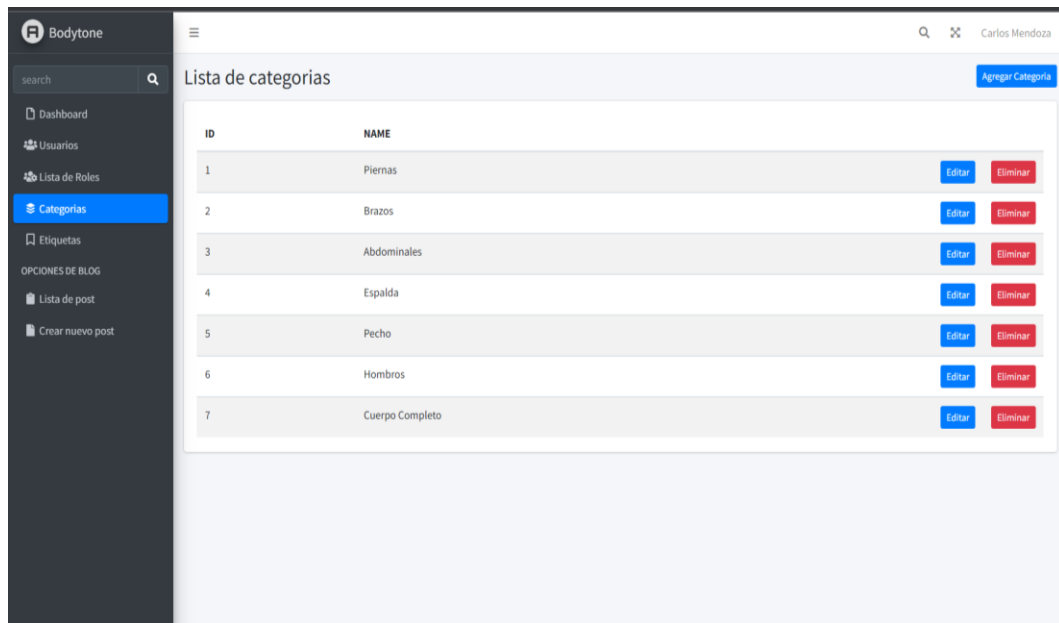 Bodytone
Carlos Mendoza
search
Dashboard
Usuarios
Lista de Roles
Categorias
Etiquetas
OPCIONES DE BLOG
Lista de post
Crear nuevo post
Lista de categorias
Agregar Categoria
ID NAME
1 Piernas Editar Eliminar
2 Brazos Editar Eliminar
3 Abdominales Editar Eliminar
4 Espalda Editar Eliminar
5 Pecho Editar Eliminar
6 Hombros Editar Eliminar
7 Cuerpo Completo Editar Eliminar